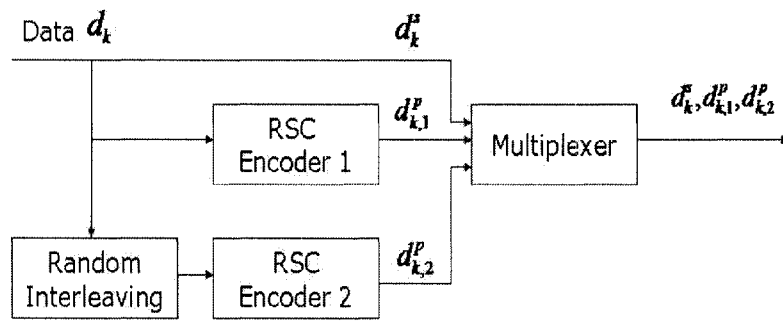 Data d_k
d_k^s
RSC
Encoder 1
d_{k,1}^p
Multiplexer
d_k^s, d_{k,1}^p, d_{k,2}^p
Random
Interleaving
RSC
Encoder 2
d_{k,2}^p